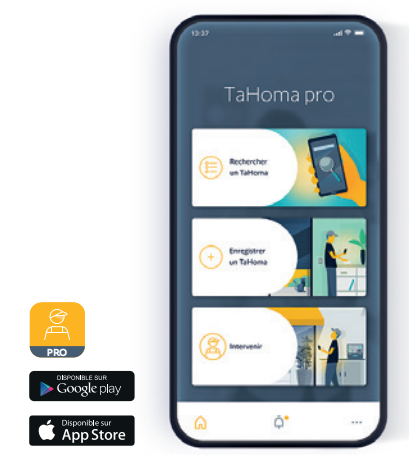 13:37
TaHoma pro
Rechercher
un TaHoma
Enregistrer
un TaHoma
Intervenir
PRO
DISPONIBLE SUR
Google play
Disponible sur
App Store